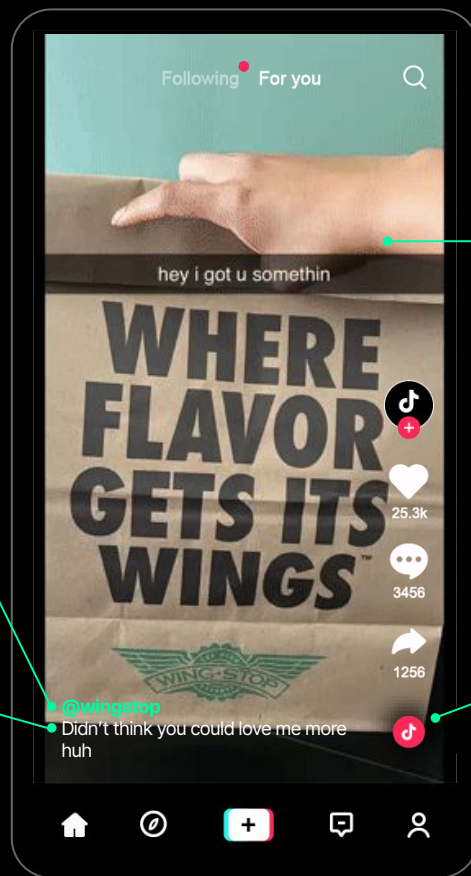 Following For you
hey i got u somethin
WHERE
FLAVOR
GETS ITS
WINGS™
WING•STOP
25.3k
3456
1256
@wingstop
Didn't think you could love me more
huh